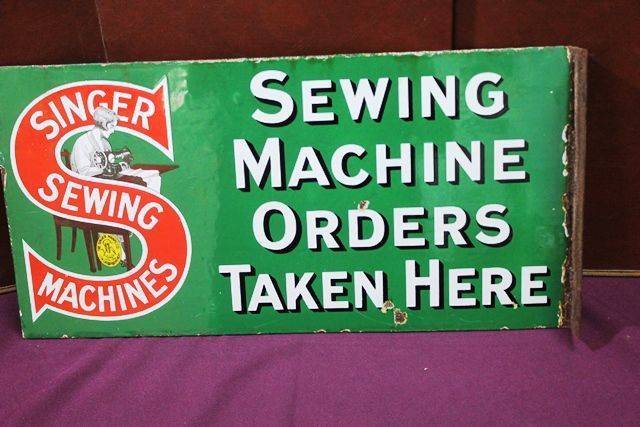 SINGER
SEWING
MACHINES
SEWING
MACHINE
ORDERS
TAKEN HERE